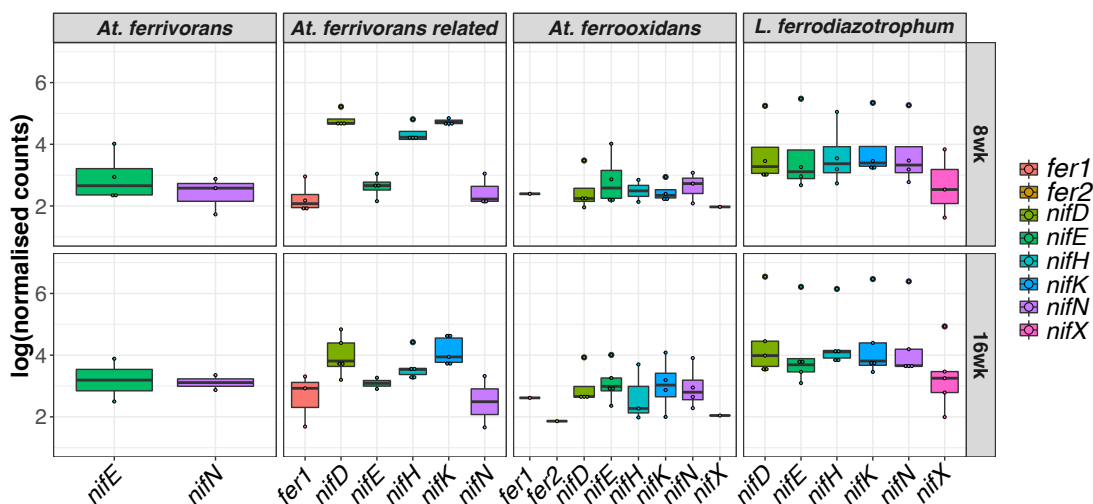 At. ferrivorans
At. ferrivorans related
At. ferrooxidans
L. ferrodiazotrophum
log(normalised counts)
6
4
2
8wk
6
4
2
16wk
nifE
nifN
fer1
nifD
nifE
nifH
nifK
nifN
fer1
fer2
nifD
nifE
nifH
nifK
nifN
nifX
nifD
nifE
nifH
nifK
nifN
nifX
fer1
fer2
nifD
nifE
nifH
nifK
nifN
nifX